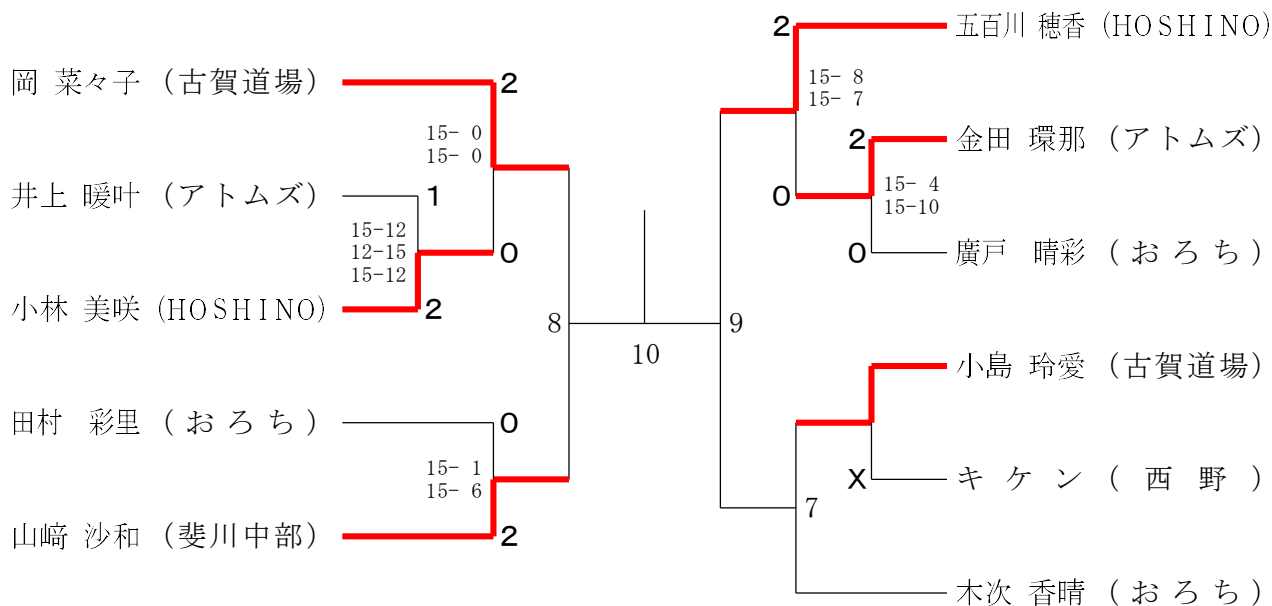 岡 菜々子 (古賀道場)
2
15- 0
15- 0
井上 暖叶 (アトムズ)
1
15-12
12-15
15-12
0
小林 美咲 (HOSHINO)
2
8
田村 彩里 (おろち)
0
15- 1
15- 6
山﨑 沙和 (斐川中部)
2
10
2
五百川 穂香 (HOSHINO)
15- 8
15- 7
2
金田 環那 (アトムズ)
0
15- 4
15-10
0
廣戸 晴彩 (おろち)
9
小島 玲愛 (古賀道場)
X
キケン (西野)
7
木次 香晴 (おろち)